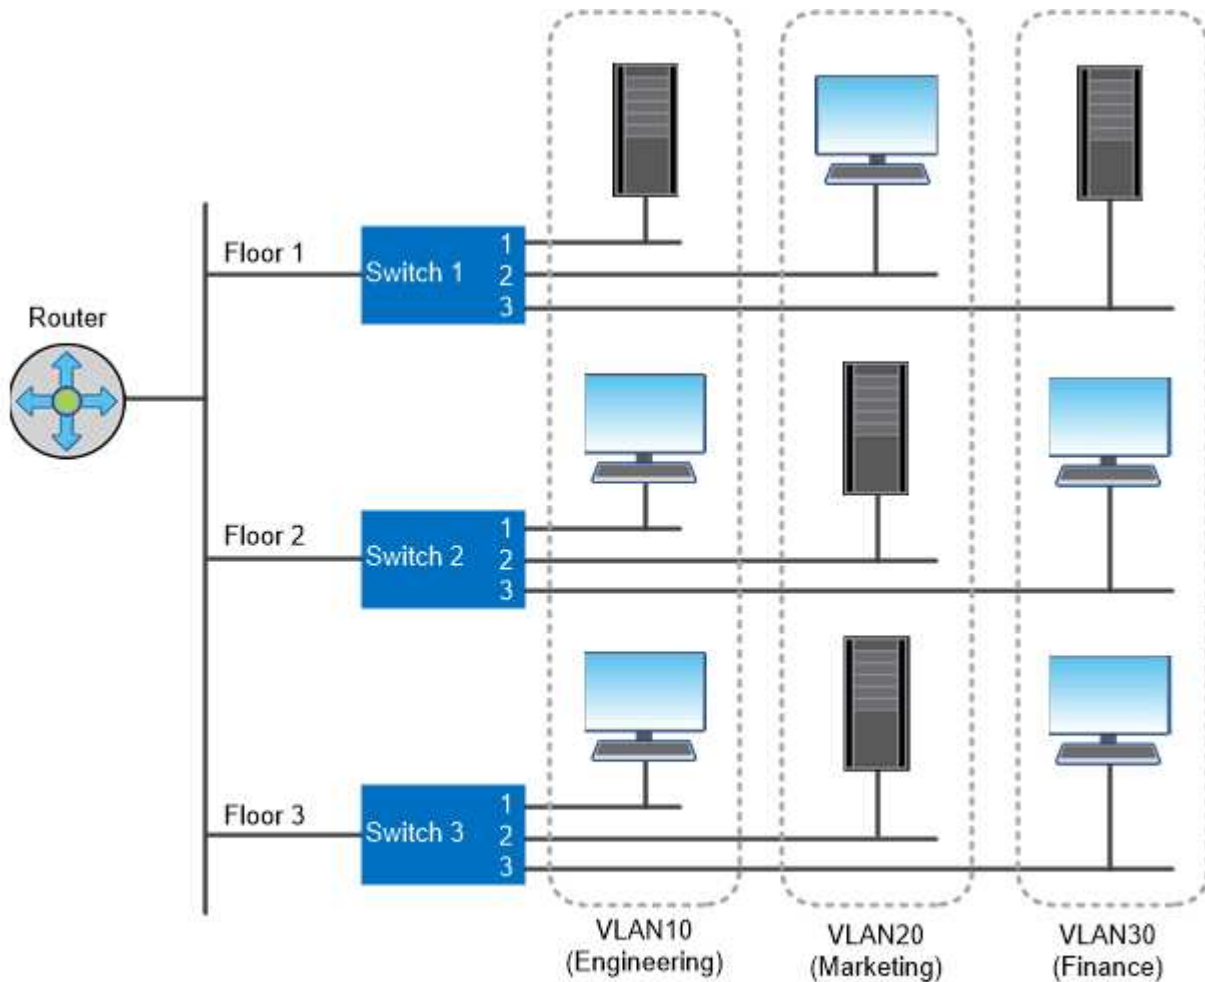 Floor 1
Switch 1
1
2
3
Router
Floor 2
Switch 2
1
2
3
Floor 3
Switch 3
1
2
3
VLAN10
(Engineering)
VLAN20
(Marketing)
VLAN30
(Finance)